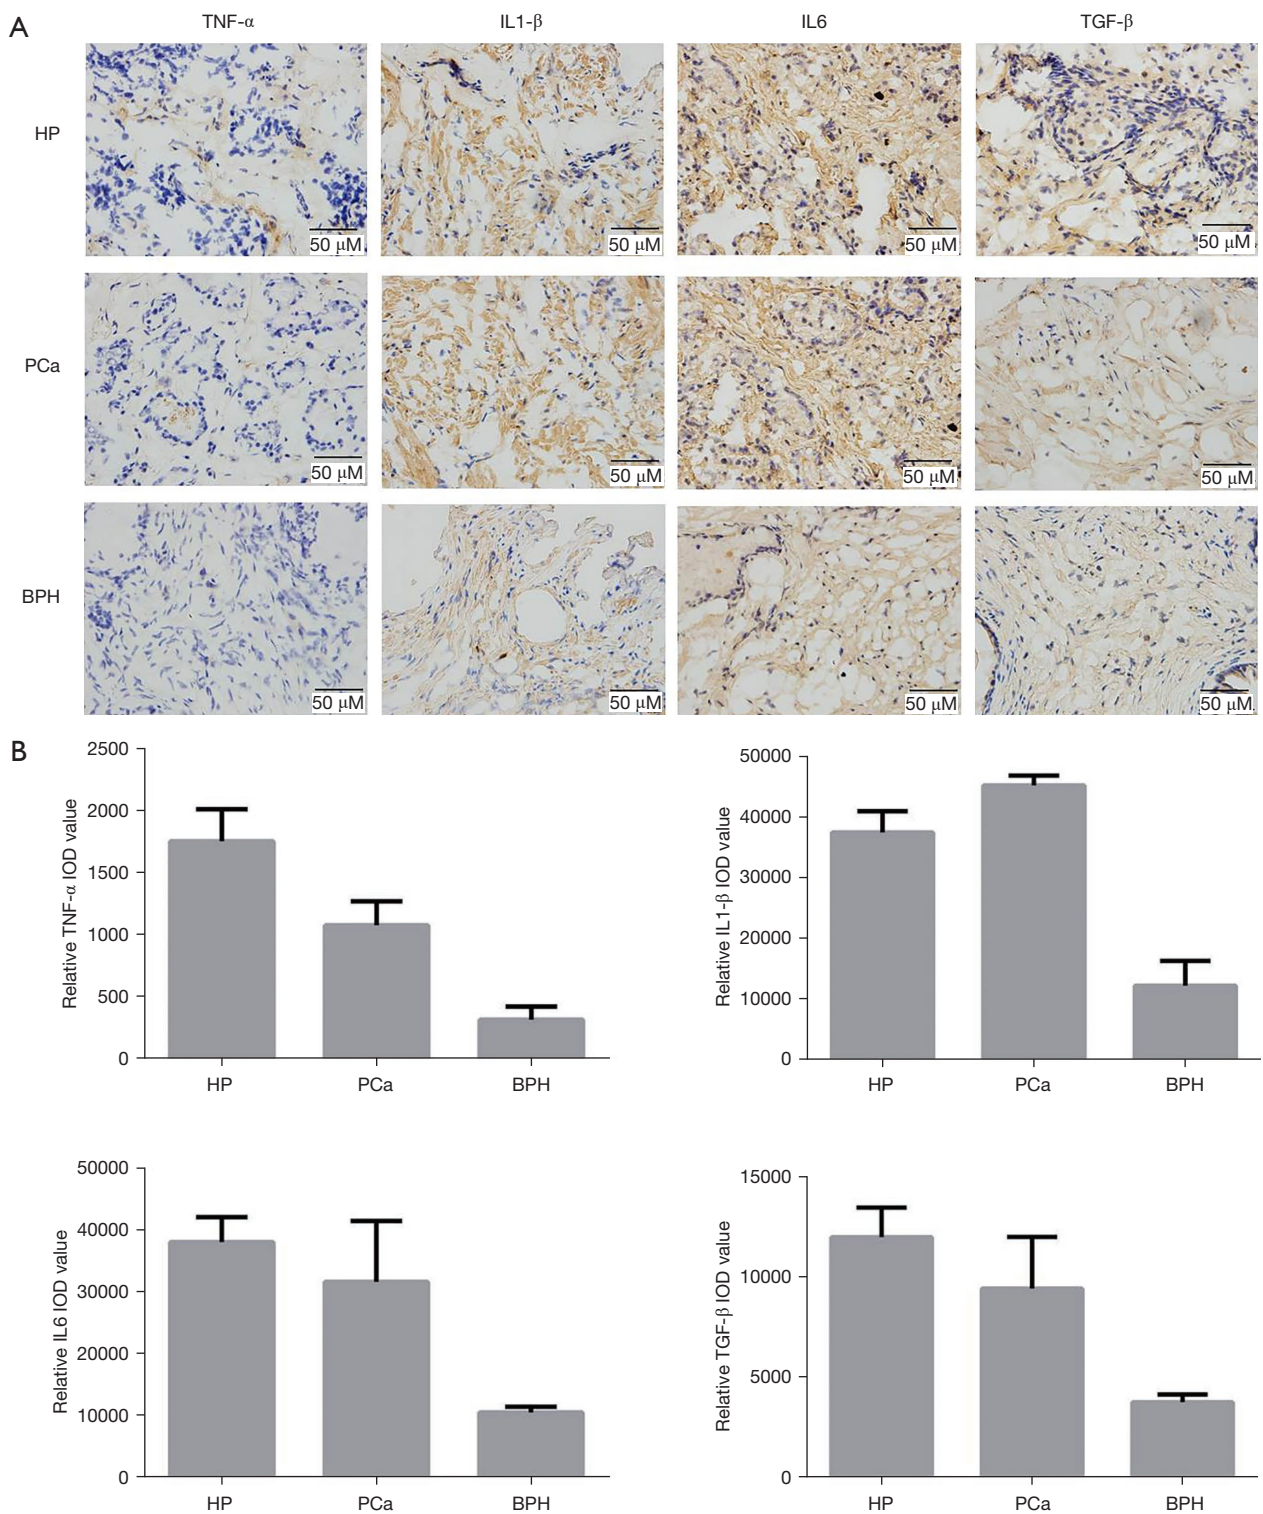 A
TNF-α IL1-β IL6 TGF-β
HP
50 μM 50 μM 50 μM 50 μM
PCa
50 μM 50 μM 50 μM 50 μM
BPH
50 μM 50 μM 50 μM 50 μM
B
Relative TNF-α IOD value
2500
2000
1500
1000
500
0
HP PCa BPH
Relative IL1-β IOD value
50000
40000
30000
20000
10000
0
HP PCa BPH
Relative IL6 IOD value
50000
40000
30000
20000
10000
0
HP PCa BPH
Relative TGF-β IOD value
15000
10000
5000
0
HP PCa BPH